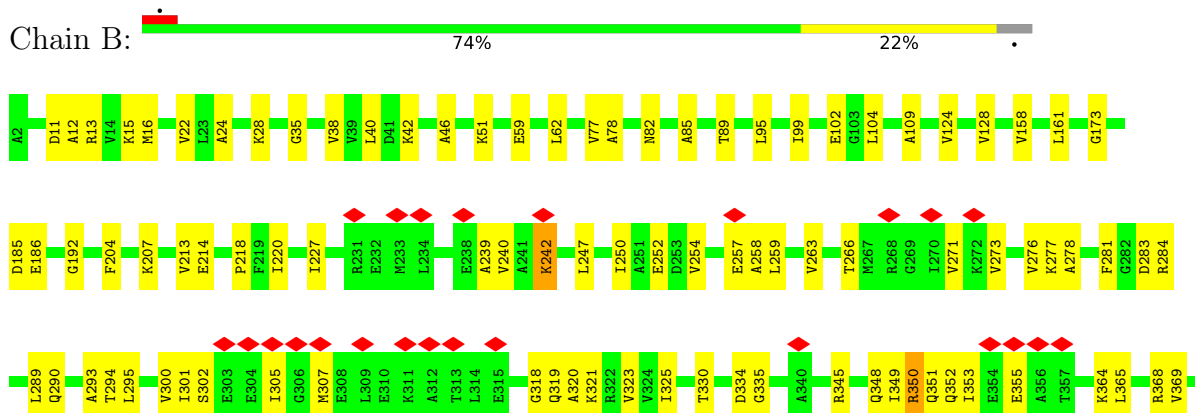 Chain B:
74% 22%
A2 D11 A12 R13 V14 K15 M16 V22 L23 A24 K28 G35 V38 V39 L40 D41 K42 A46 K51 E59 L62 V77 A78 N82 A85 T89 L95 I99 E102 G103 L104 A109 V124 V128 V158 L161 G173
D185 E186 G192 F204 K207 V213 E214 P218 F219 I220 I227 R231 E232 M233 L234 E238 A239 V240 A241 K242 L247 I250 A251 E252 D253 V254 E257 A258 L259 V263 T266 M267 R268 G269 I270 V271 K272 V273 V276 K277 A278 F281 G282 D283 R284
L289 Q290 A293 T294 L295 V300 I301 S302 E303 E304 I305 G306 M307 E308 L309 E310 K311 A312 T313 L314 E315 G318 Q319 A320 K321 R322 V323 V324 I325 T330 D334 G335 A340 R345 Q348 I349 R350 Q351 Q352 I353 E354 E355 A356 T357 K364 L365 R368 V369